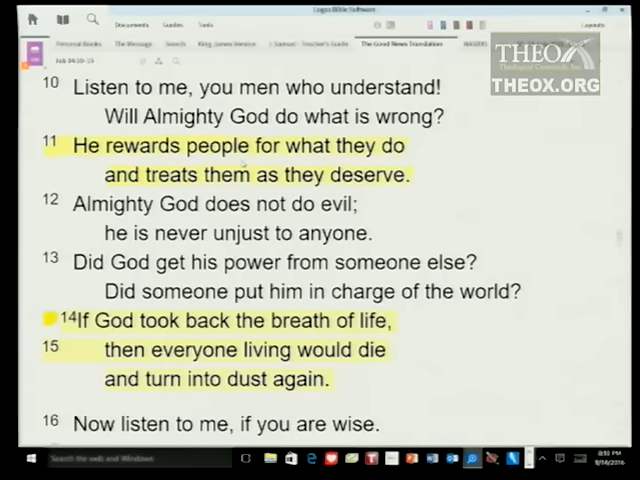 Logos Bible Software
Documents Guides Tools
Layouts
Personal Books The Message Search King James Version 1 Samuel - Teacher's Guide The Good News Translation
Job 34:10-15
THEOX
THEOX.ORG
10 Listen to me, you men who understand!
Will Almighty God do what is wrong?
11 He rewards people for what they do
and treats them as they deserve.
12 Almighty God does not do evil;
he is never unjust to anyone.
13 Did God get his power from someone else?
Did someone put him in charge of the world?
14 If God took back the breath of life,
15 then everyone living would die
and turn into dust again.
16 Now listen to me, if you are wise.
Search the web and Windows
9/14/2016